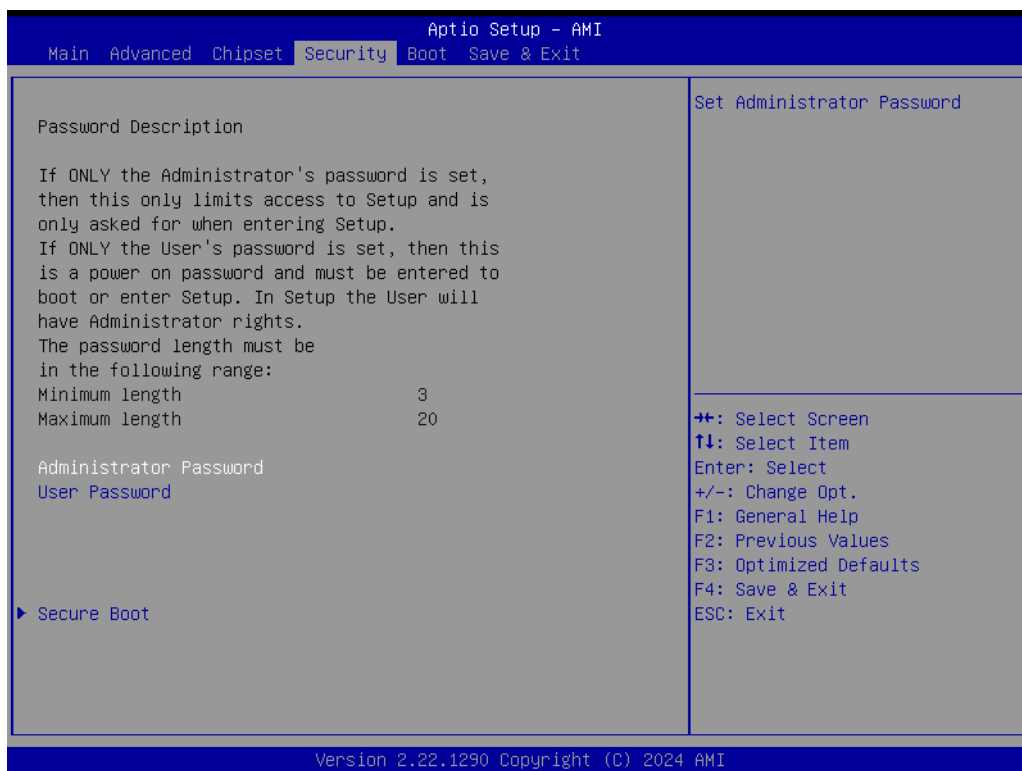 Aptio Setup – AMI
Main Advanced Chipset Security Boot Save & Exit
Password Description
If ONLY the Administrator's password is set,
then this only limits access to Setup and is
only asked for when entering Setup.
If ONLY the User's password is set, then this
is a power on password and must be entered to
boot or enter Setup. In Setup the User will
have Administrator rights.
The password length must be
in the following range:
Minimum length 3
Maximum length 20
Administrator Password
User Password
Secure Boot
Set Administrator Password
→←: Select Screen
↑↓: Select Item
Enter: Select
+/-: Change Opt.
F1: General Help
F2: Previous Values
F3: Optimized Defaults
F4: Save & Exit
ESC: Exit
Version 2.22.1290 Copyright (C) 2024 AMI